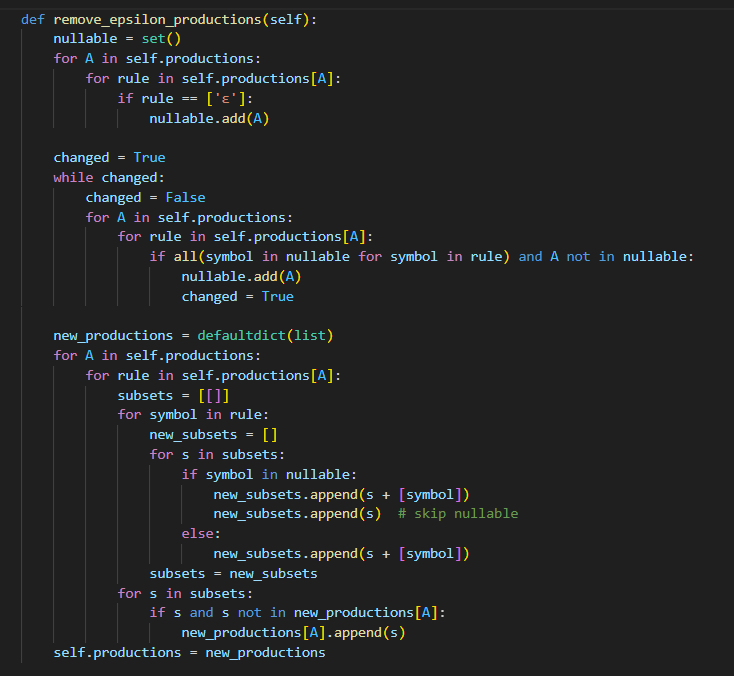 def remove_epsilon_productions(self):
    nullable = set()
    for A in self.productions:
        for rule in self.productions[A]:
            if rule == ['ε']:
                nullable.add(A)

    changed = True
    while changed:
        changed = False
        for A in self.productions:
            for rule in self.productions[A]:
                if all(symbol in nullable for symbol in rule) and A not in nullable:
                    nullable.add(A)
                    changed = True

    new_productions = defaultdict(list)
    for A in self.productions:
        for rule in self.productions[A]:
            subsets = [[]]
            for symbol in rule:
                new_subsets = []
                for s in subsets:
                    if symbol in nullable:
                        new_subsets.append(s + [symbol])
                        new_subsets.append(s)  # skip nullable
                    else:
                        new_subsets.append(s + [symbol])
                subsets = new_subsets
            for s in subsets:
                if s and s not in new_productions[A]:
                    new_productions[A].append(s)
    self.productions = new_productions